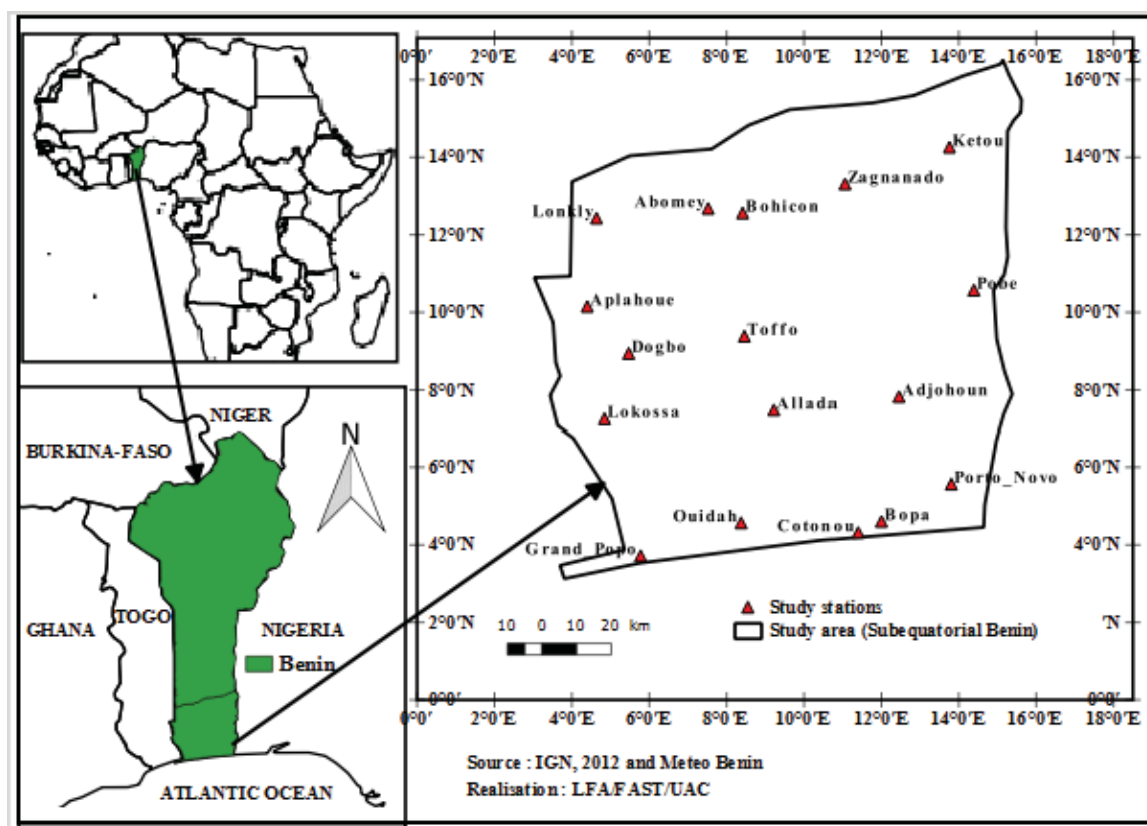 0°0' 2°0'E 4°0'E 6°0'E 8°0'E 10°0'E 12°0'E 14°0'E 16°0'E
16°0'N 16°0'N
14°0'N 14°0'N
12°0'N 12°0'N
10°0'N 10°0'N
8°0'N 8°0'N
6°0'N 6°0'N
4°0'N 4°0'N
2°0'N 2°0'N
0°0' 0°0'
0°0' 2°0'E 4°0'E 6°0'E 8°0'E 10°0'E 12°0'E 14°0'E 16°0'E
Ketou
Zagnanado
Abomey
Bohicon
Lonkly
Pobe
Aplahoue
Toffo
Dogbo
Adjohoun
Allada
Lokossa
Porto_Novo
Ouidah
Bopa
Cotonou
Grand_Popo
Study stations
10 0 10 20 km
Study area (Subequatorial Benin)
NIGER
BURKINA-FASO
N
GHANA
TOGO
NIGERIA
Benin
ATLANTIC OCEAN
Source : IGN, 2012 and Meteo Benin
Realisation : LFA/FAST/UAC